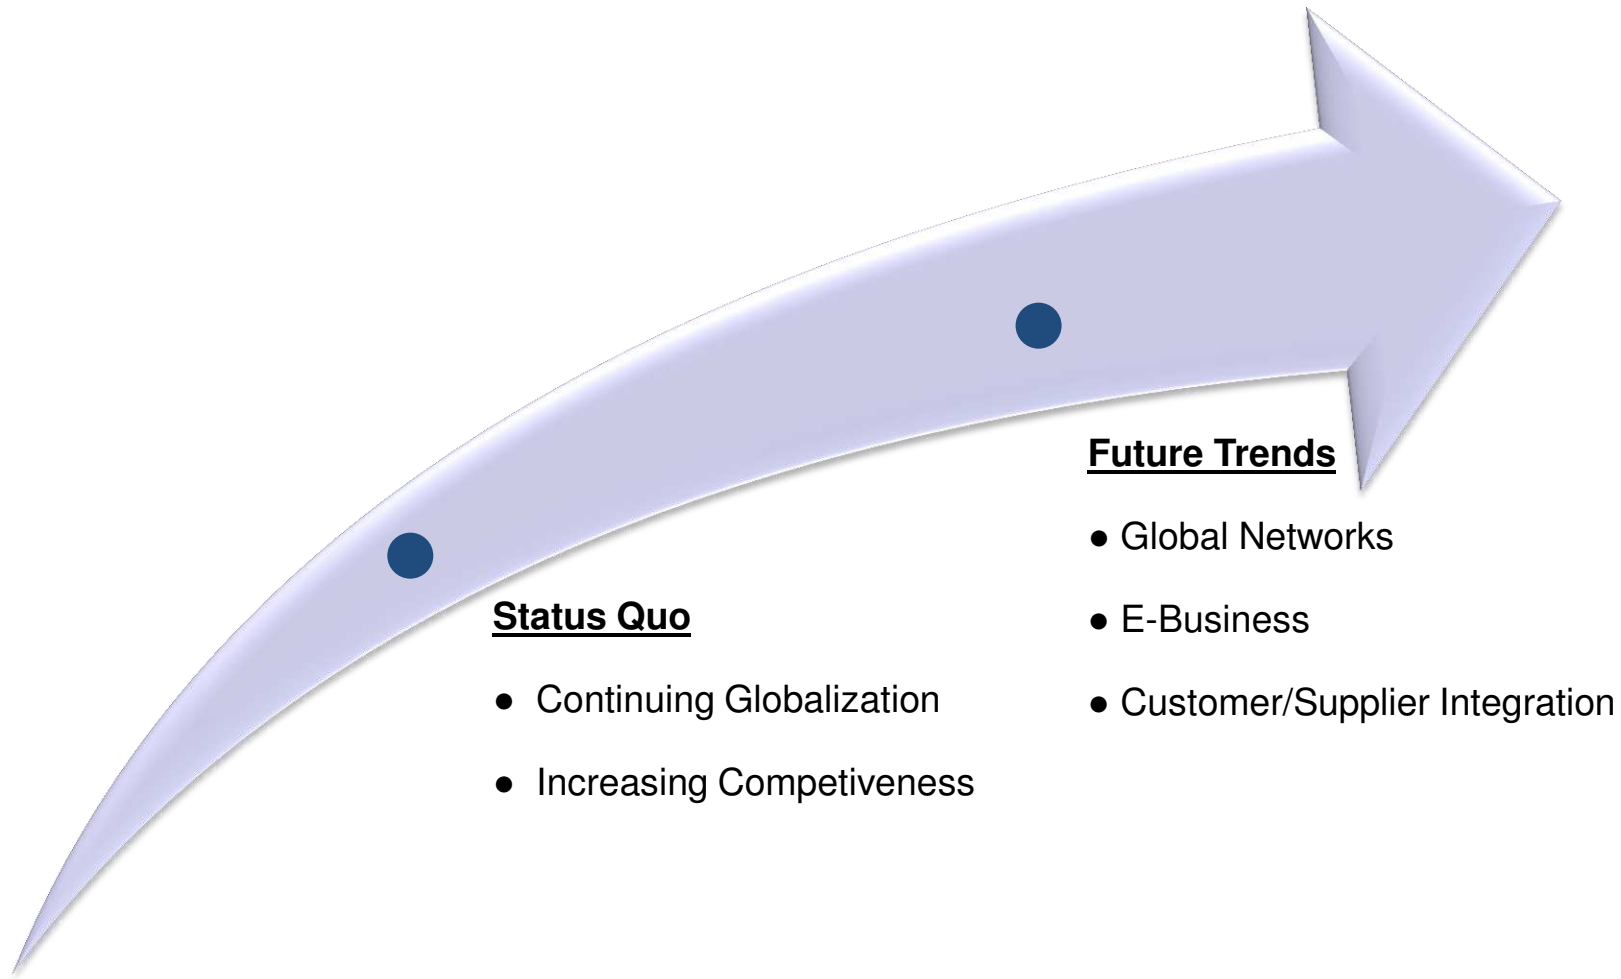 Status Quo
● Continuing Globalization
● Increasing Competiveness
Future Trends
● Global Networks
● E-Business
● Customer/Supplier Integration